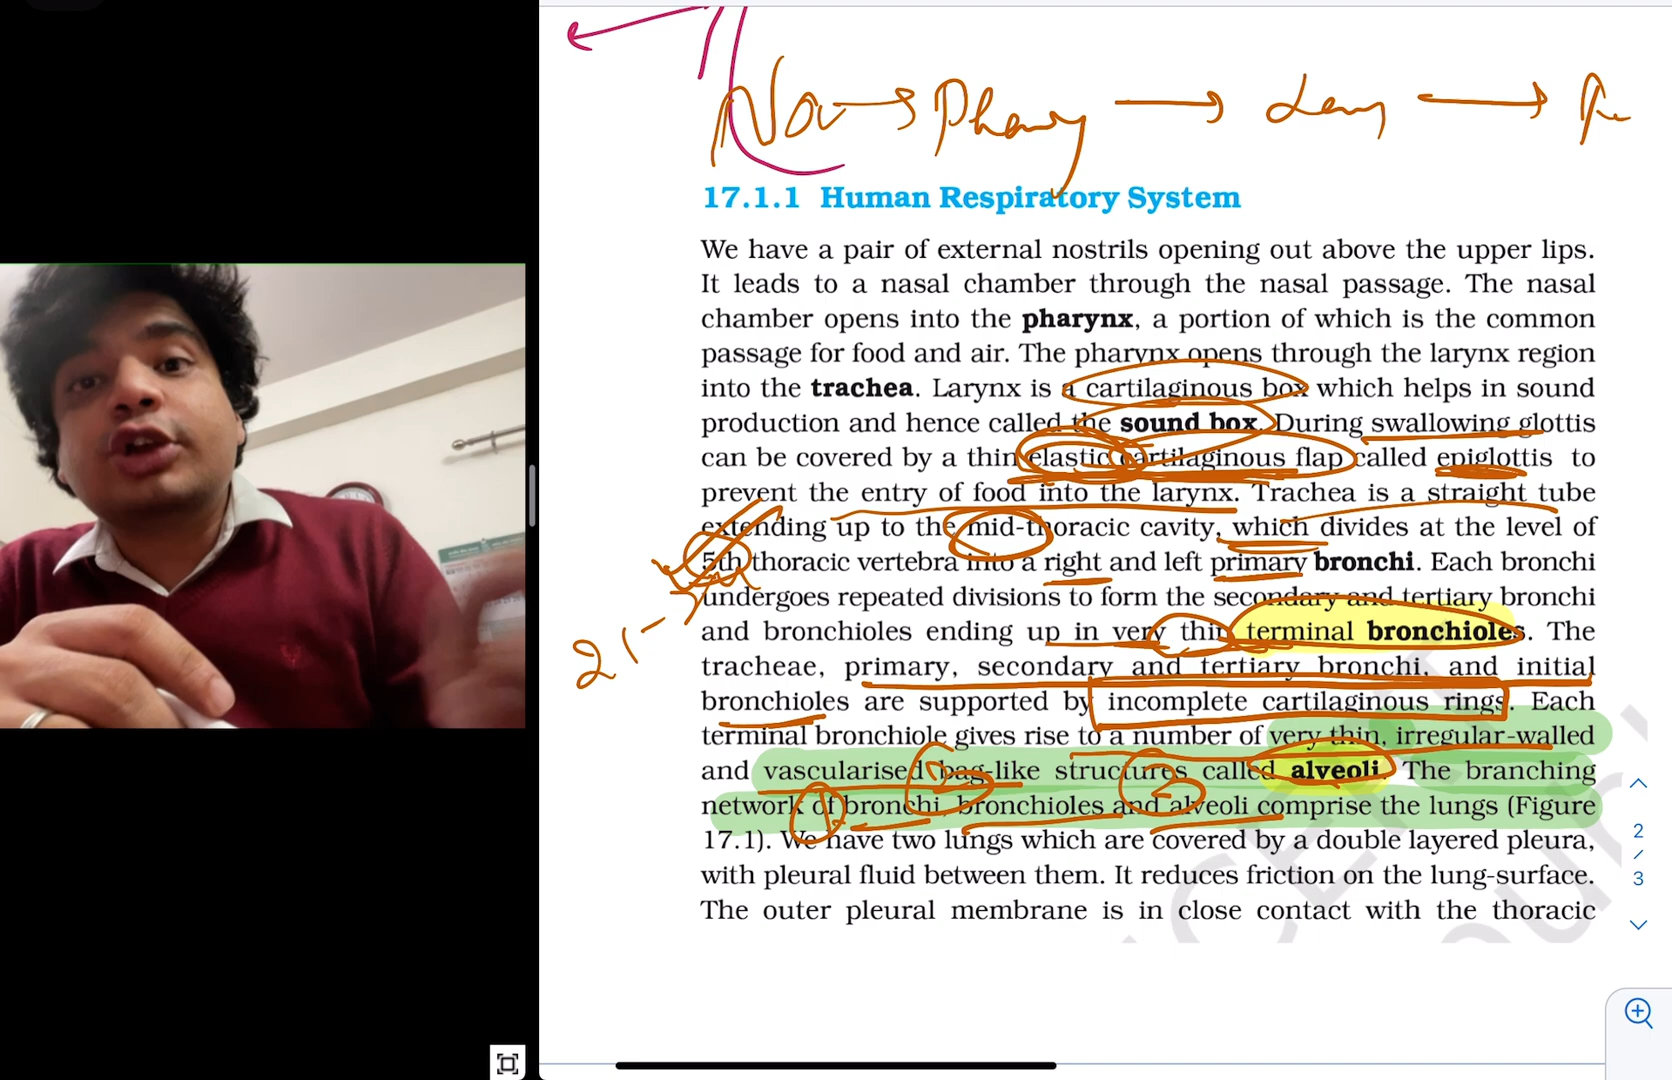 17.1.1 Human Respiratory System
We have a pair of external nostrils opening out above the upper lips.
It leads to a nasal chamber through the nasal passage. The nasal
chamber opens into the pharynx, a portion of which is the common
passage for food and air. The pharynx opens through the larynx region
into the trachea. Larynx is a cartilaginous box which helps in sound
production and hence called the sound box. During swallowing glottis
can be covered by a thin elastic cartilaginous flap called epiglottis to
prevent the entry of food into the larynx. Trachea is a straight tube
extending up to the mid-thoracic cavity, which divides at the level of
5th thoracic vertebra into a right and left primary bronchi. Each bronchi
undergoes repeated divisions to form the secondary and tertiary bronchi
and bronchioles ending up in very thin terminal bronchioles. The
tracheae, primary, secondary and tertiary bronchi, and initial
bronchioles are supported by incomplete cartilaginous rings. Each
terminal bronchiole gives rise to a number of very thin, irregular-walled
and vascularised bag-like structures called alveoli. The branching
network of bronchi, bronchioles and alveoli comprise the lungs (Figure
17.1). We have two lungs which are covered by a double layered pleura,
with pleural fluid between them. It reduces friction on the lung-surface.
The outer pleural membrane is in close contact with the thoracic
2
/
3